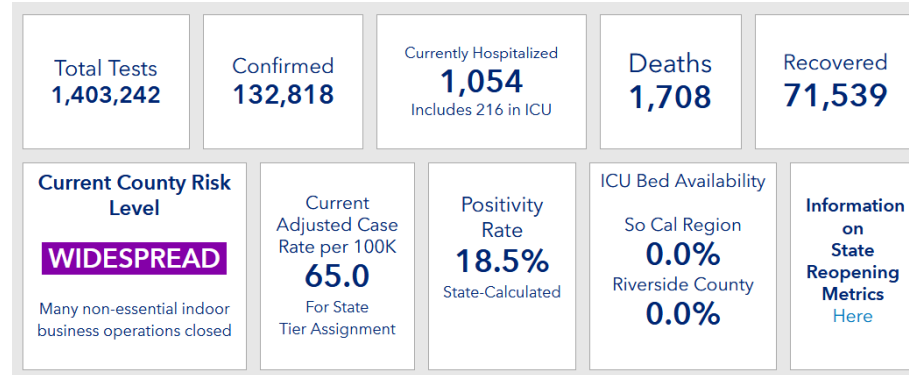 Total Tests
1,403,242
Confirmed
132,818
Currently Hospitalized
1,054
Includes 216 in ICU
Deaths
1,708
Recovered
71,539
Current County Risk
Level
WIDESPREAD
Many non-essential indoor
business operations closed
Current
Adjusted Case
Rate per 100K
65.0
For State
Tier Assignment
Positivity
Rate
18.5%
State-Calculated
ICU Bed Availability
So Cal Region
0.0%
Riverside County
0.0%
Information
on
State
Reopening
Metrics
Here